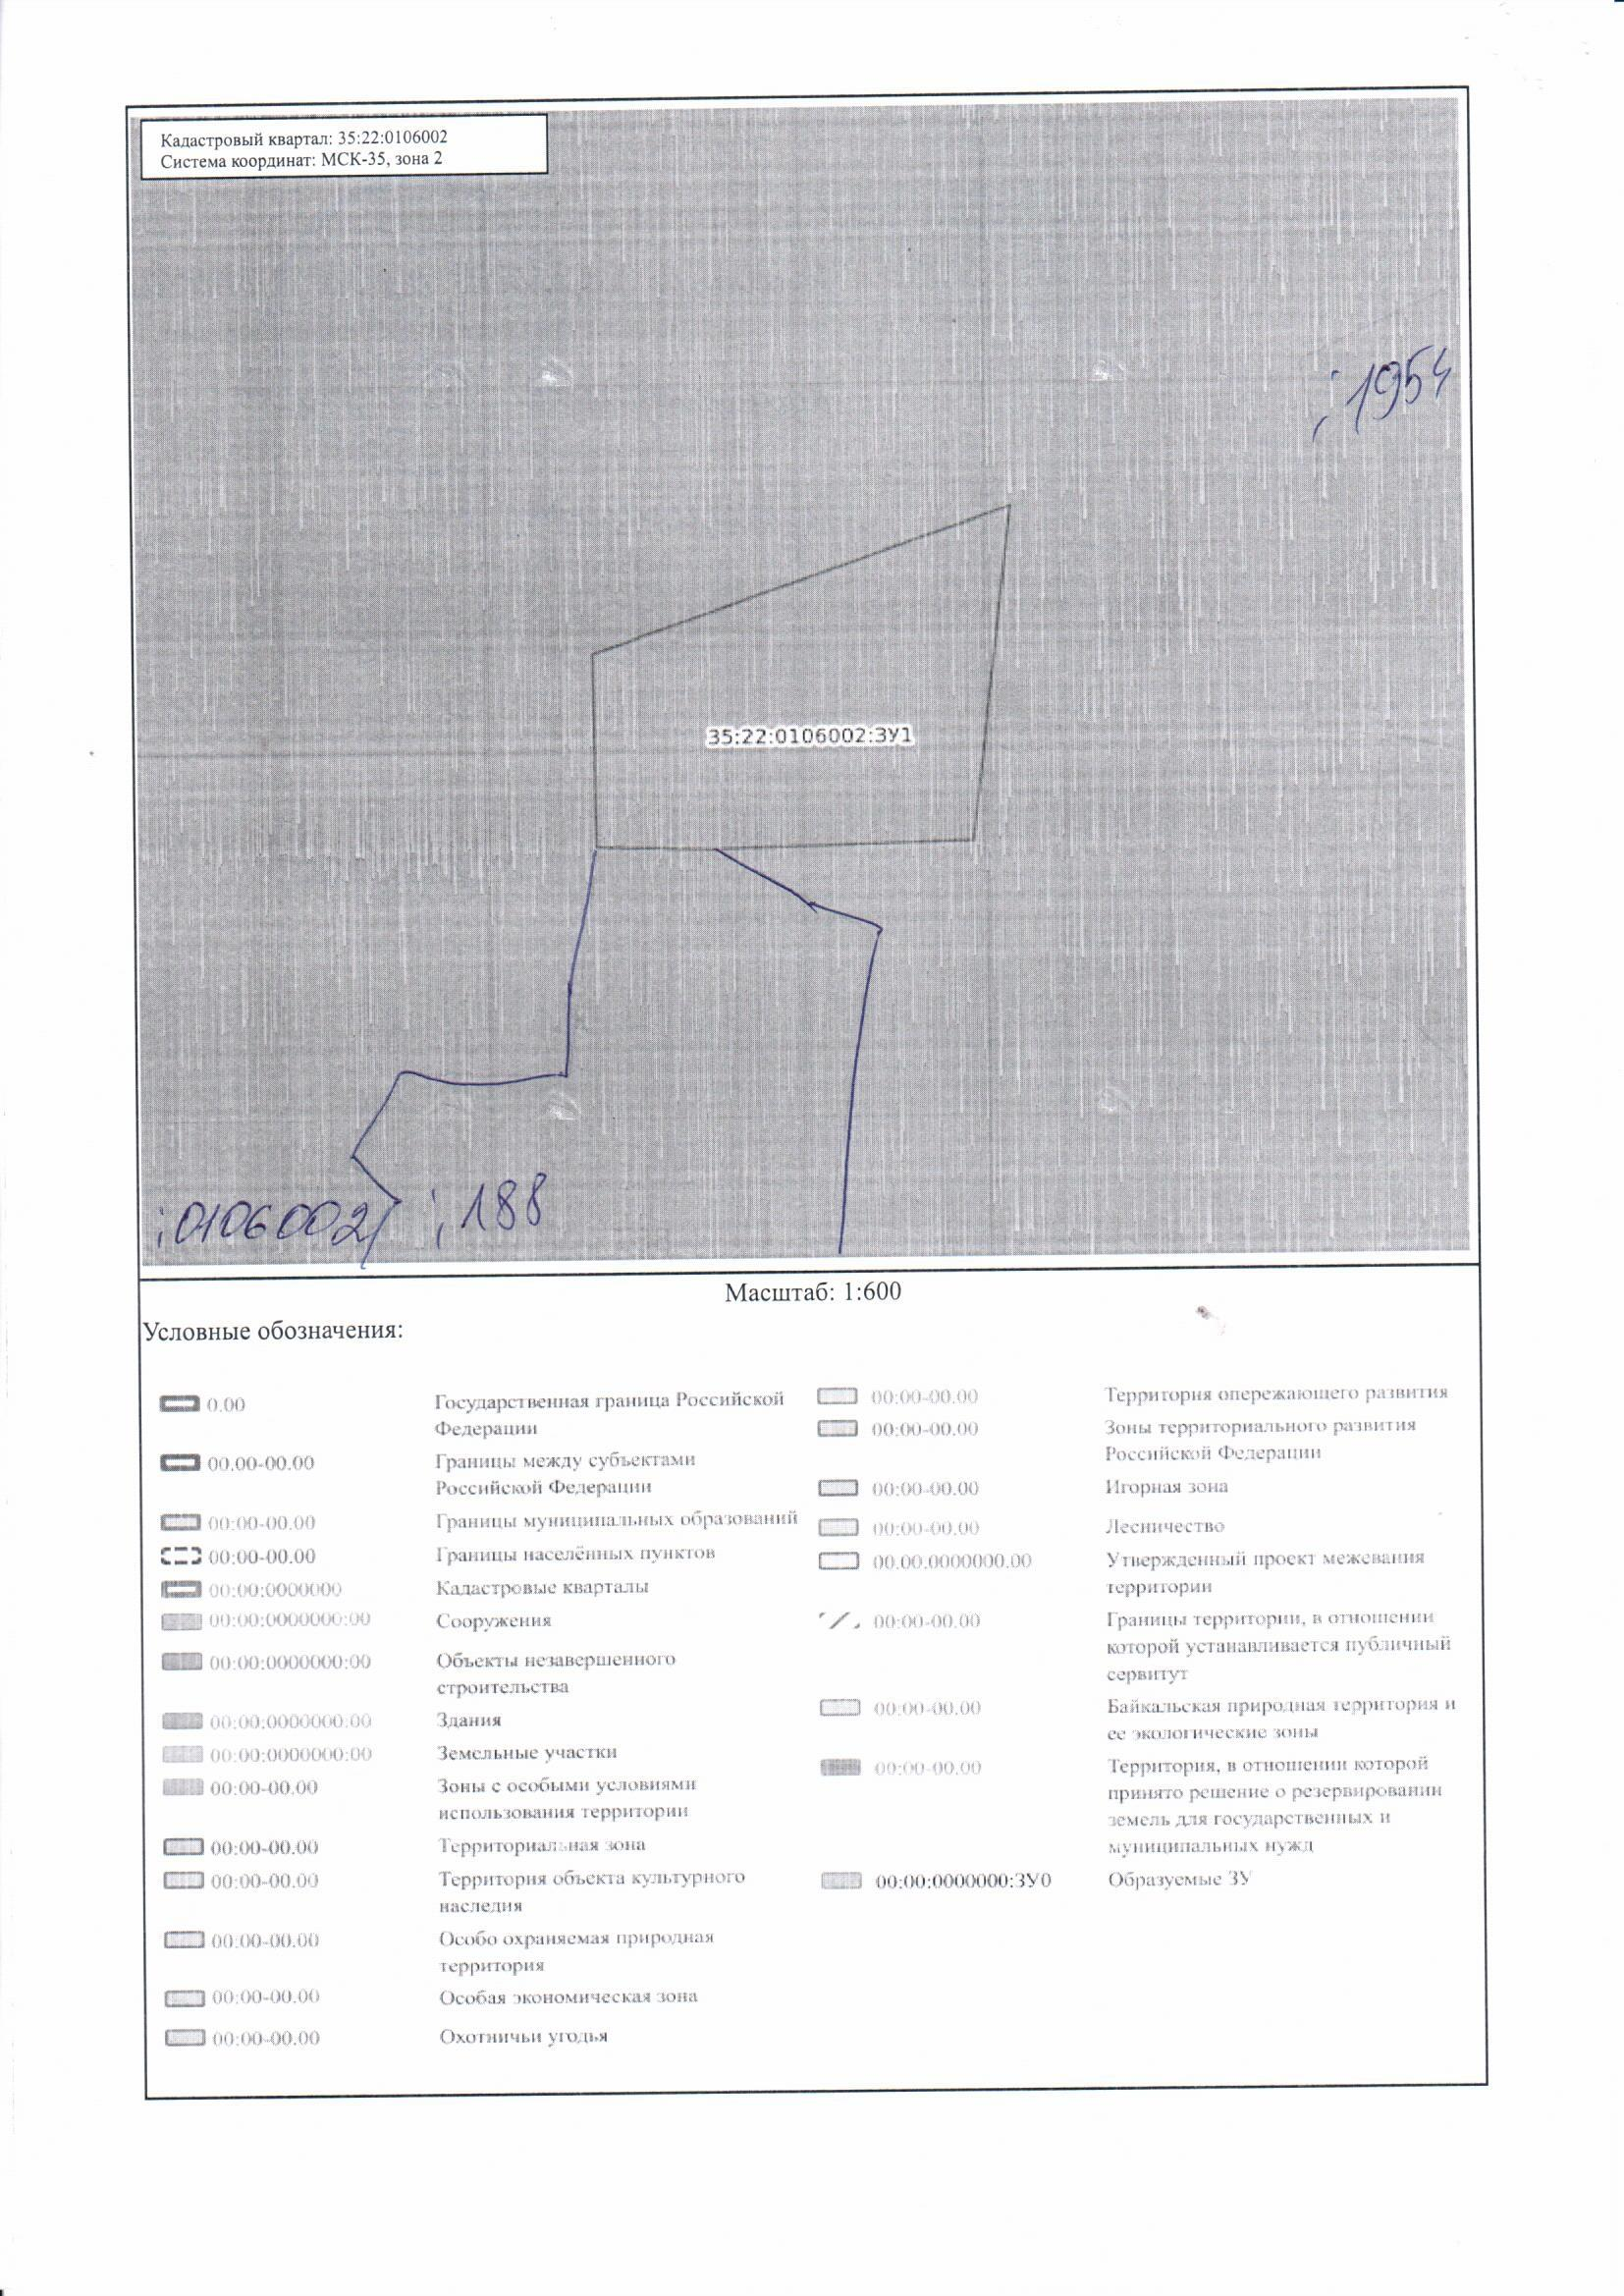 Кадастровый квартал: 35:22:0106002
Система координат: МСК-35, зона 2
:1954
35:22:0106002:ЗУ1
:0106002
:188
Масштаб: 1:600
Условные обозначения:
0.00 Государственная граница Российской
Федерации
00.00-00.00 Границы между субъектами
Российской Федерации
00:00-00.00 Границы муниципальных образований
00:00-00.00 Границы населённых пунктов
00:00:0000000 Кадастровые кварталы
00:00:0000000:00 Сооружения
00:00:0000000:00 Объекты незавершенного
строительства
00:00:0000000:00 Здания
00:00:0000000:00 Земельные участки
00:00-00.00 Зоны с особыми условиями
использования территории
00:00-00.00 Территориальная зона
00:00-00.00 Территория объекта культурного
наследия
00:00-00.00 Особо охраняемая природная
территория
00:00-00.00 Особая экономическая зона
00:00-00.00 Охотничьи угодья
00:00-00.00 Территория опережающего развития
00:00-00.00 Зоны территориального развития
Российской Федерации
00:00-00.00 Игорная зона
00:00-00.00 Лесничество
00.00.0000000.00 Утвержденный проект межевания
территории
00:00-00.00 Границы территории, в отношении
которой устанавливается публичный
сервитут
00:00-00.00 Байкальская природная территория и
ее экологические зоны
00:00-00.00 Территория, в отношении которой
принято решение о резервировании
земель для государственных и
муниципальных нужд
00:00:0000000:ЗУ0 Образуемые ЗУ